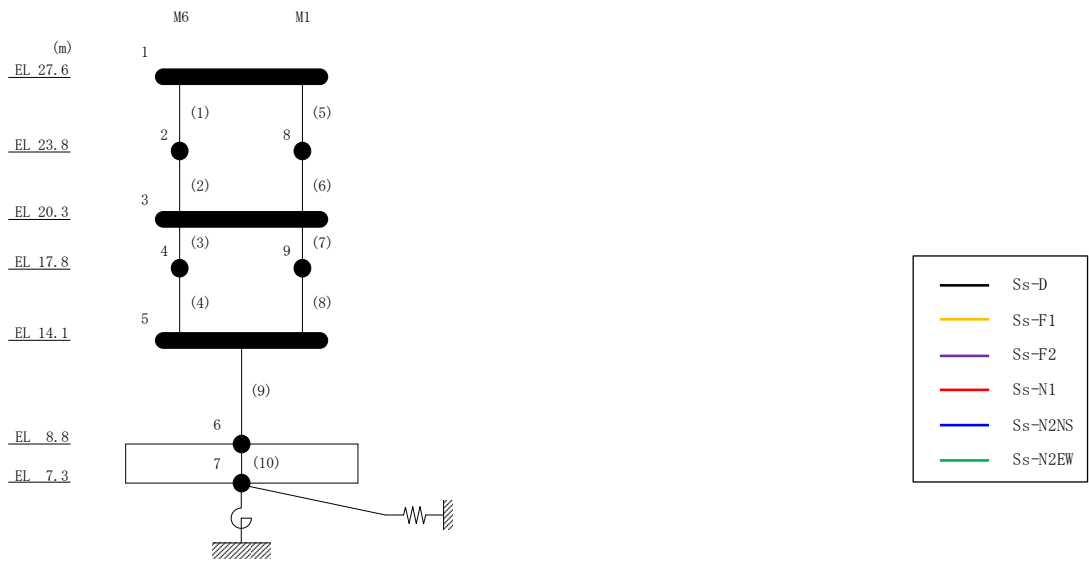 M6 M1
(m)
1
EL 27.6
(1) (5)
2 8
EL 23.8
(2) (6)
3
EL 20.3
(3) (7)
4 9
EL 17.8
(4) (8)
5
EL 14.1
(9)
6
EL 8.8
7 (10)
EL 7.3
Ss-D
Ss-F1
Ss-F2
Ss-N1
Ss-N2NS
Ss-N2EW